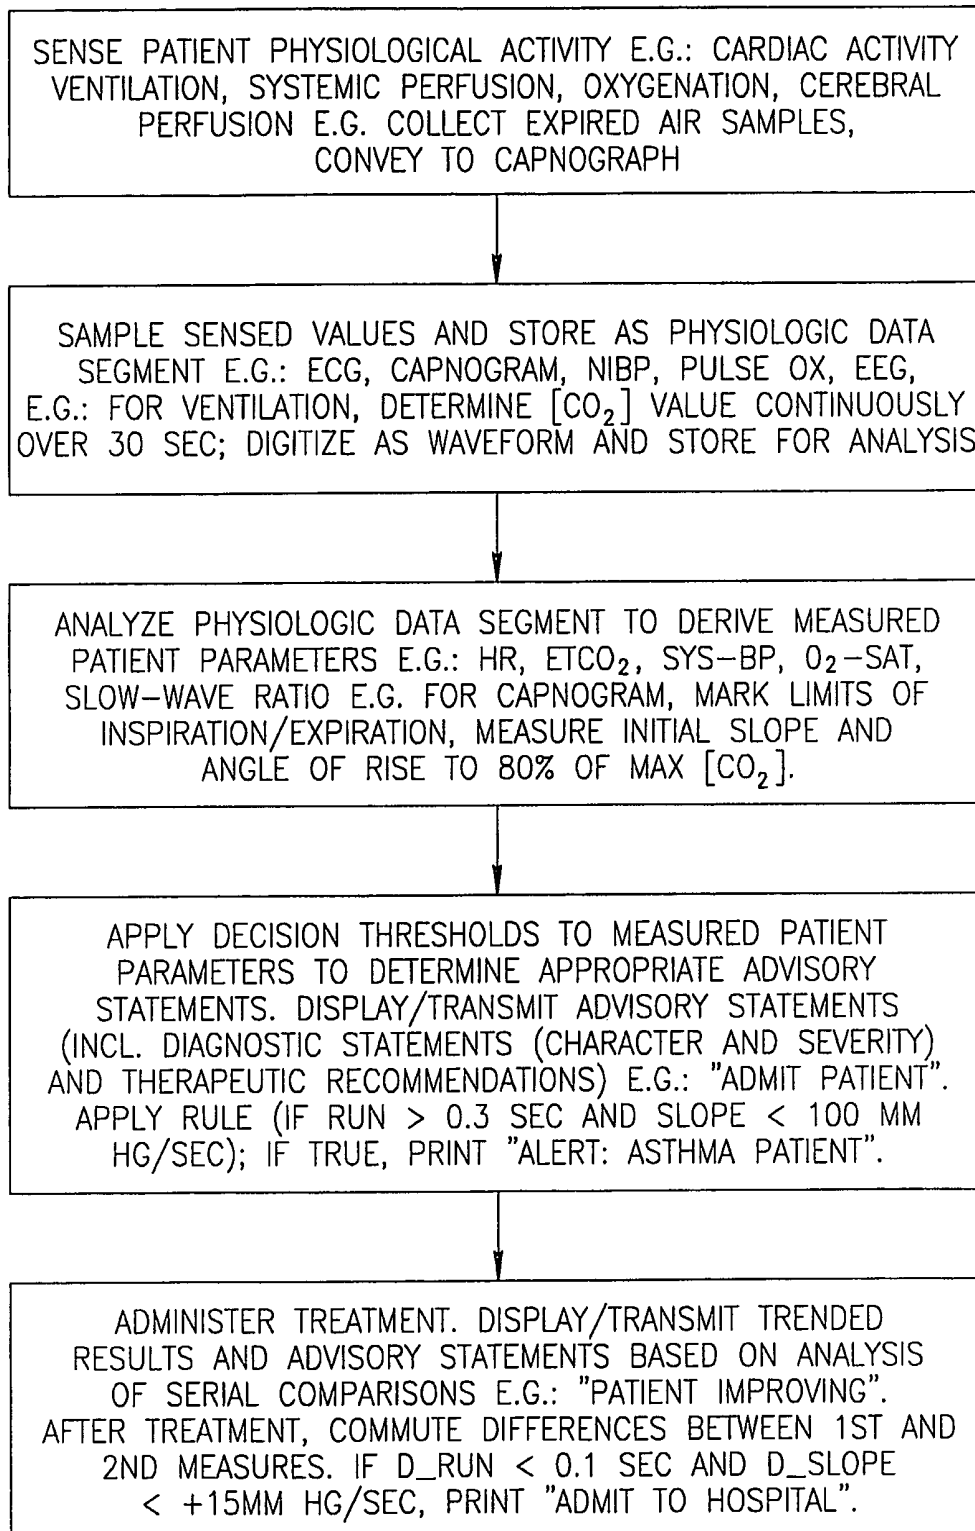 SENSE PATIENT PHYSIOLOGICAL ACTIVITY E.G.: CARDIAC ACTIVITY
VENTILATION, SYSTEMIC PERFUSION, OXYGENATION, CEREBRAL
PERFUSION E.G. COLLECT EXPIRED AIR SAMPLES,
CONVEY TO CAPNOGRAPH
SAMPLE SENSED VALUES AND STORE AS PHYSIOLOGIC DATA
SEGMENT E.G.: ECG, CAPNOGRAM, NIBP, PULSE OX, EEG,
E.G.: FOR VENTILATION, DETERMINE [CO₂] VALUE CONTINUOUSLY
OVER 30 SEC; DIGITIZE AS WAVEFORM AND STORE FOR ANALYSIS
ANALYZE PHYSIOLOGIC DATA SEGMENT TO DERIVE MEASURED
PATIENT PARAMETERS E.G.: HR, ETCO₂, SYS-BP, O₂-SAT,
SLOW-WAVE RATIO E.G. FOR CAPNOGRAM, MARK LIMITS OF
INSPIRATION/EXPIRATION, MEASURE INITIAL SLOPE AND
ANGLE OF RISE TO 80% OF MAX [CO₂].
APPLY DECISION THRESHOLDS TO MEASURED PATIENT
PARAMETERS TO DETERMINE APPROPRIATE ADVISORY
STATEMENTS. DISPLAY/TRANSMIT ADVISORY STATEMENTS
(INCL. DIAGNOSTIC STATEMENTS (CHARACTER AND SEVERITY)
AND THERAPEUTIC RECOMMENDATIONS) E.G.: "ADMIT PATIENT".
APPLY RULE (IF RUN > 0.3 SEC AND SLOPE < 100 MM
HG/SEC); IF TRUE, PRINT "ALERT: ASTHMA PATIENT".
ADMINISTER TREATMENT. DISPLAY/TRANSMIT TRENDED
RESULTS AND ADVISORY STATEMENTS BASED ON ANALYSIS
OF SERIAL COMPARISONS E.G.: "PATIENT IMPROVING".
AFTER TREATMENT, COMMUTE DIFFERENCES BETWEEN 1ST AND
2ND MEASURES. IF D_RUN < 0.1 SEC AND D_SLOPE
< +15MM HG/SEC, PRINT "ADMIT TO HOSPITAL".